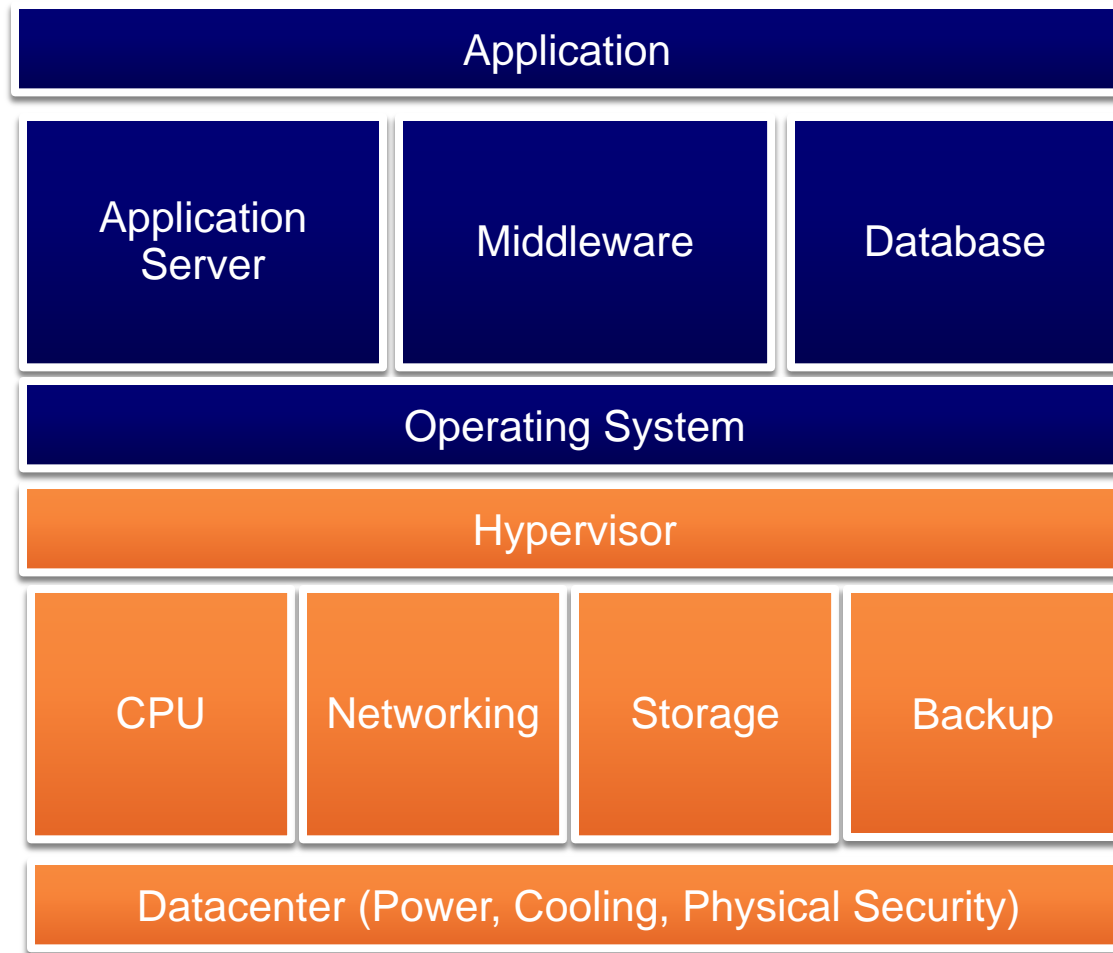 Application
Application
Server
Middleware
Database
Operating System
Hypervisor
CPU
Networking
Storage
Backup
Datacenter (Power, Cooling, Physical Security)